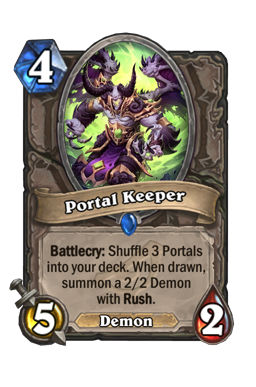 4
Portal Keeper
Battlecry: Shuffle 3 Portals
into your deck. When drawn,
summon a 2/2 Demon
with Rush.
5
Demon
2